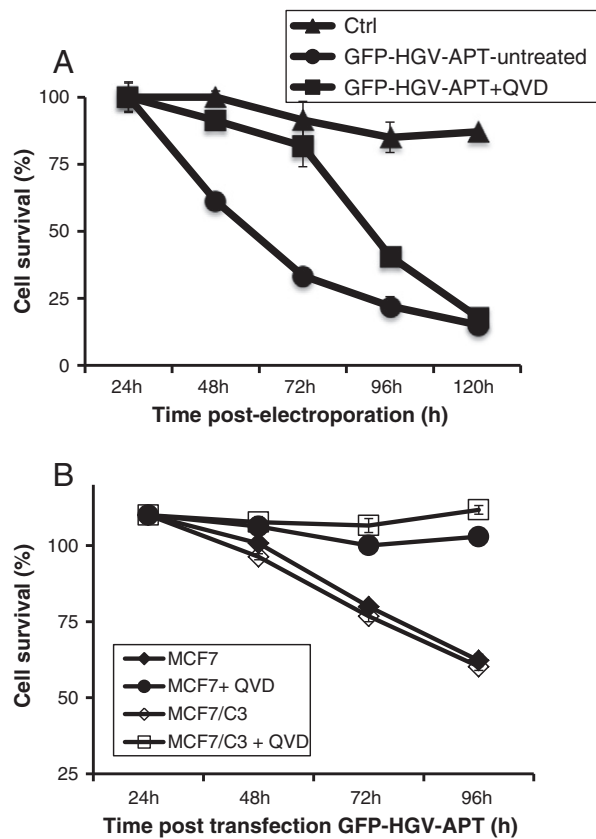 Ctrl
GFP-HGV-APT-untreated
GFP-HGV-APT+QVD
A
100
75
50
25
0
Cell survival (%)
24h 48h 72h 96h 120h
Time post-electroporation (h)
B
100
75
50
25
Cell survival (%)
MCF7
MCF7+ QVD
MCF7/C3
MCF7/C3 + QVD
24h 48h 72h 96h
Time post transfection GFP-HGV-APT (h)